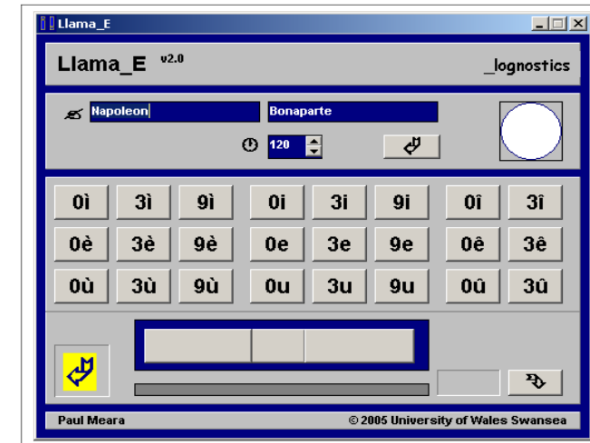 Llama_E
Llama_E v2.0 _lognostics
Napoleon Bonaparte
120
0ì 3ì 9ì 0i 3i 9i 0î 3î
0è 3è 9è 0e 3e 9e 0ê 3ê
0ù 3ù 9ù 0u 3u 9u 0û 3û
Paul Meara © 2005 University of Wales Swansea